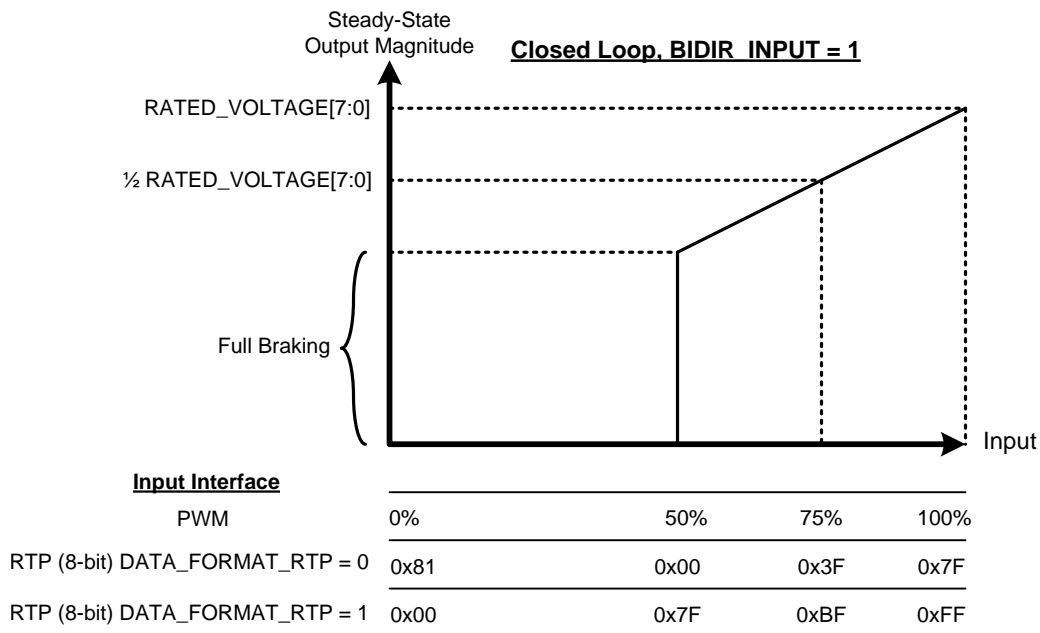 Steady-State
Output Magnitude
Closed Loop, BIDIR_INPUT = 1
RATED_VOLTAGE[7:0]
½ RATED_VOLTAGE[7:0]
Full Braking
Input
Input Interface
PWM 0% 50% 75% 100%
RTP (8-bit) DATA_FORMAT_RTP = 0 0x81 0x00 0x3F 0x7F
RTP (8-bit) DATA_FORMAT_RTP = 1 0x00 0x7F 0xBF 0xFF